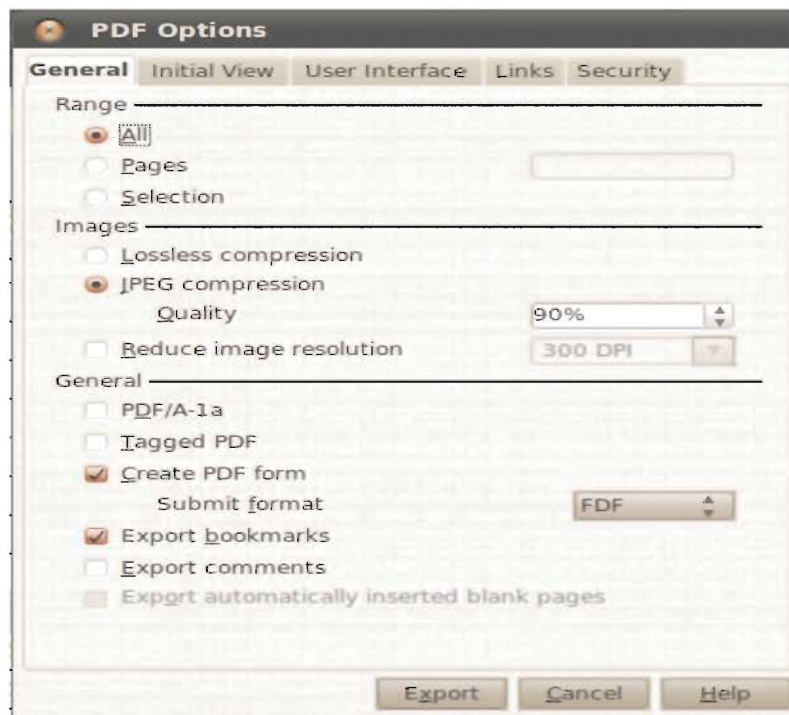 PDF Options
General Initial View User Interface Links Security
Range
All
Pages
Selection
Images
Lossless compression
JPEG compression
Quality 90%
Reduce image resolution 300 DPI
General
PDF/A-1a
Tagged PDF
Create PDF form
Submit format FDF
Export bookmarks
Export comments
Export automatically inserted blank pages
Export Cancel Help